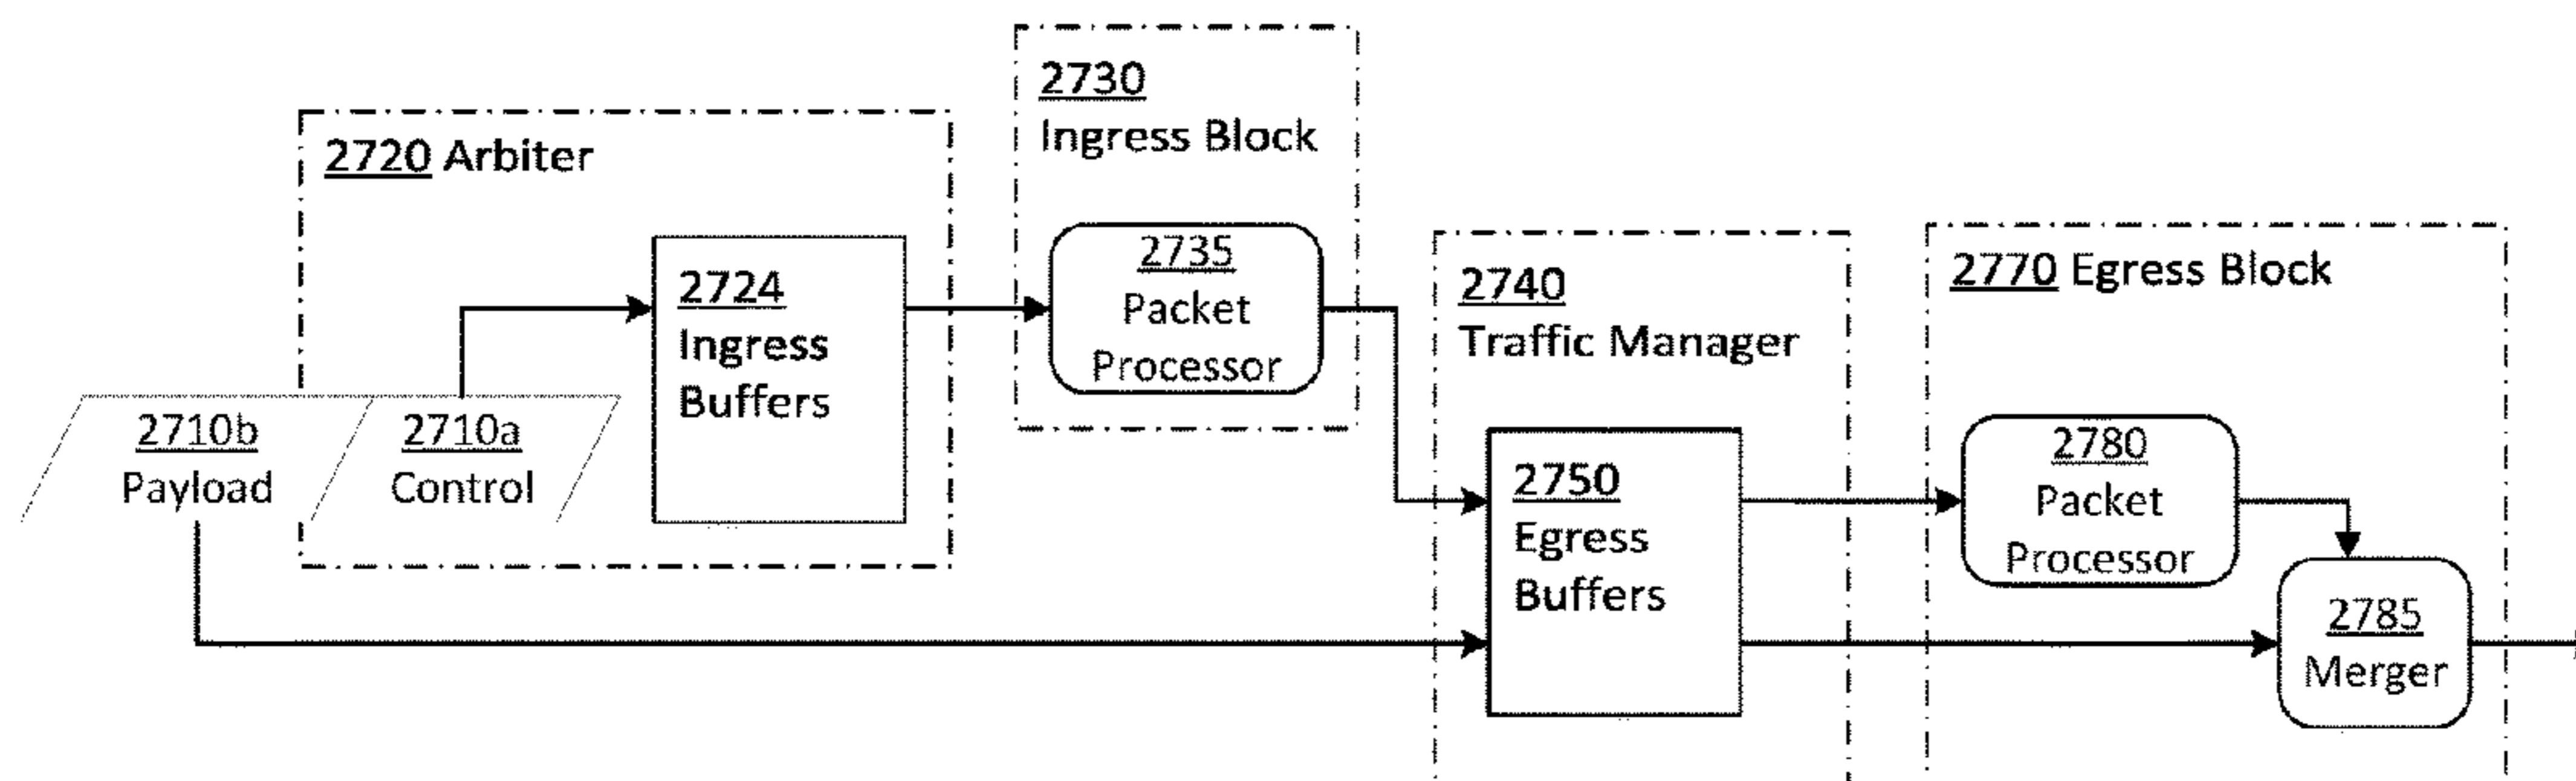 2730
Ingress Block
2720 Arbiter
2735
Packet
Processor
2724
Ingress
Buffers
2740
Traffic Manager
2770 Egress Block
2710b
Payload
2710a
Control
2750
Egress
Buffers
2780
Packet
Processor
2785
Merger